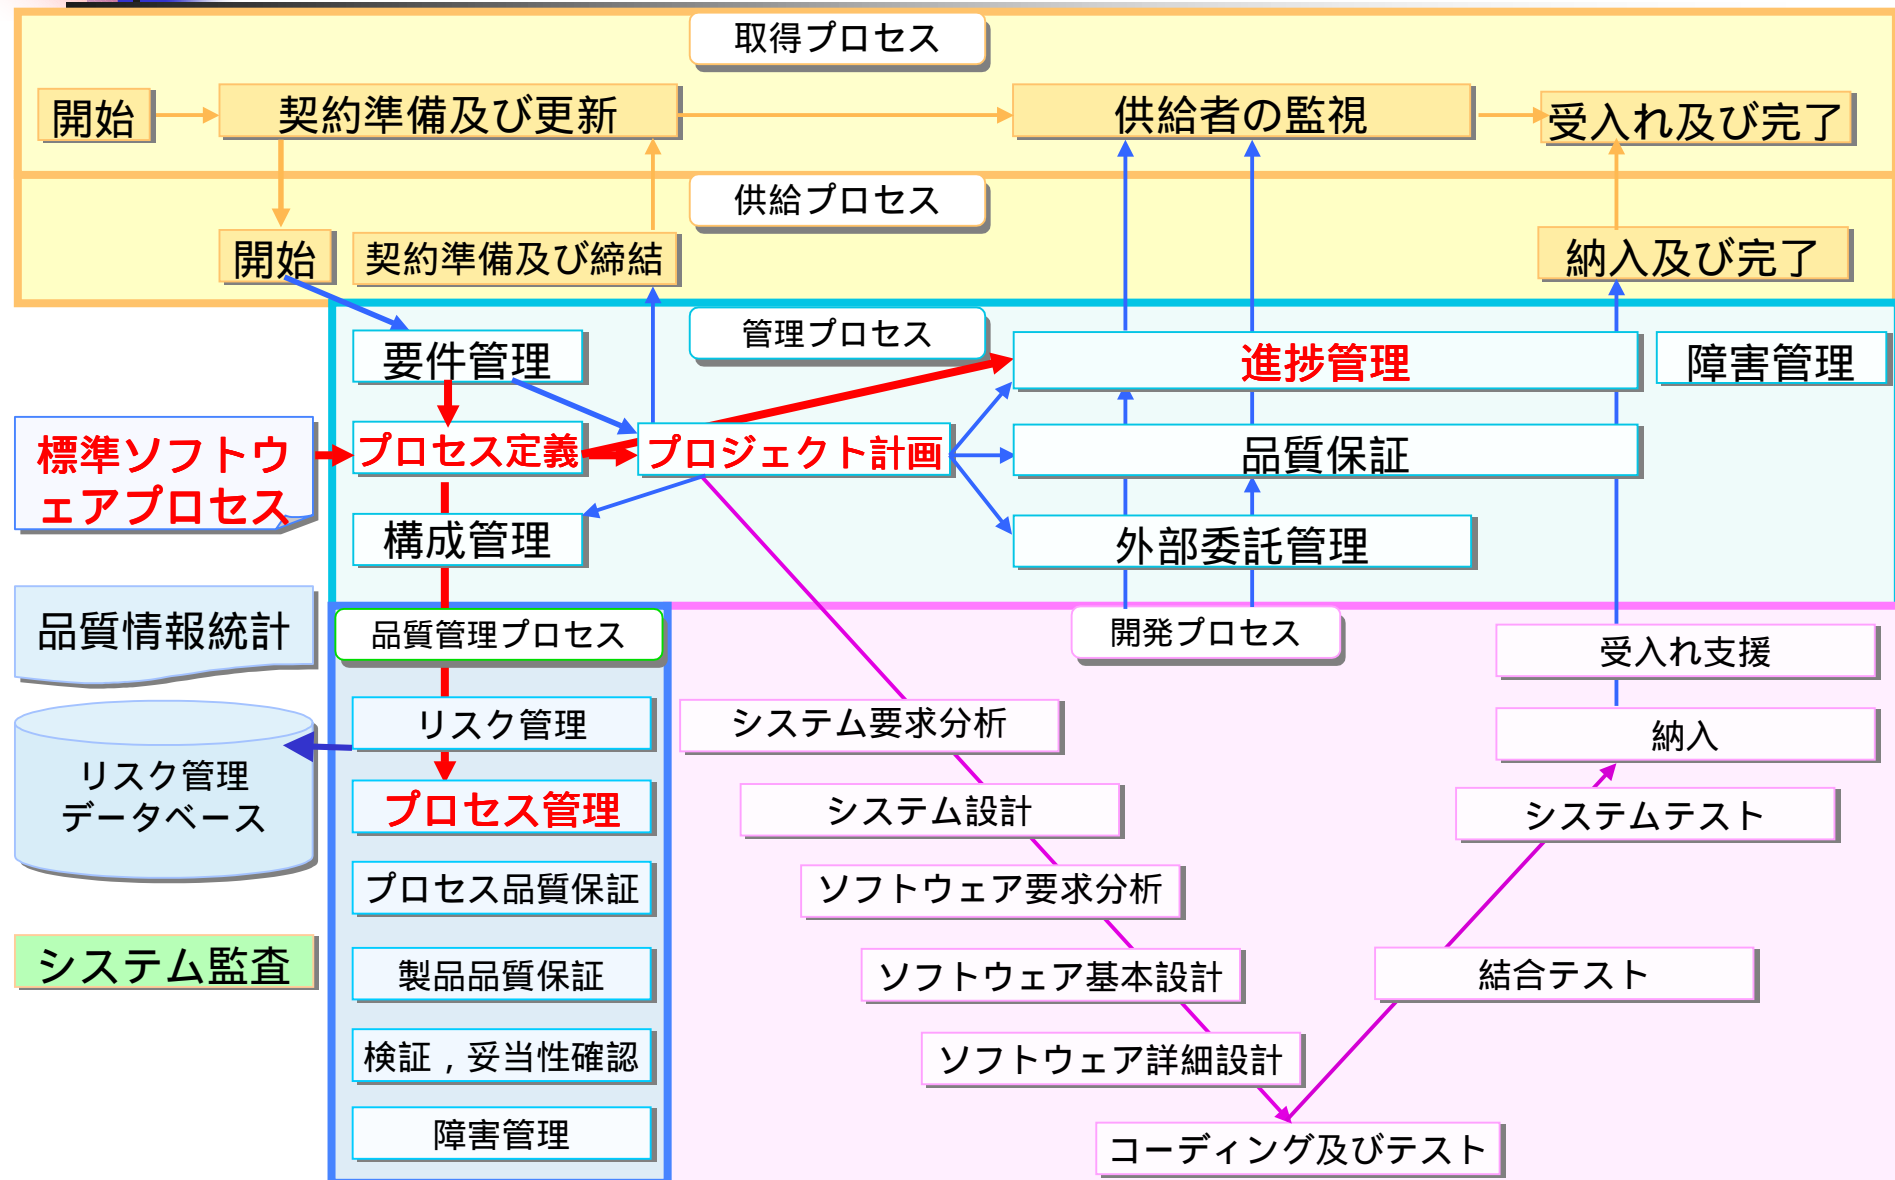 取得プロセス
開始
契約準備及び更新
供給者の監視
受入れ及び完了
供給プロセス
開始
契約準備及び締結
納入及び完了
管理プロセス
要件管理
進捗管理
障害管理
標準ソフトウ
ェアプロセス
プロセス定義
プロジェクト計画
品質保証
構成管理
外部委託管理
品質情報統計
品質管理プロセス
開発プロセス
受入れ支援
リスク管理
システム要求分析
納入
リスク管理
データベース
プロセス管理
システム設計
システムテスト
プロセス品質保証
ソフトウェア要求分析
システム監査
製品品質保証
ソフトウェア基本設計
結合テスト
検証，妥当性確認
ソフトウェア詳細設計
障害管理
コーディング及びテスト